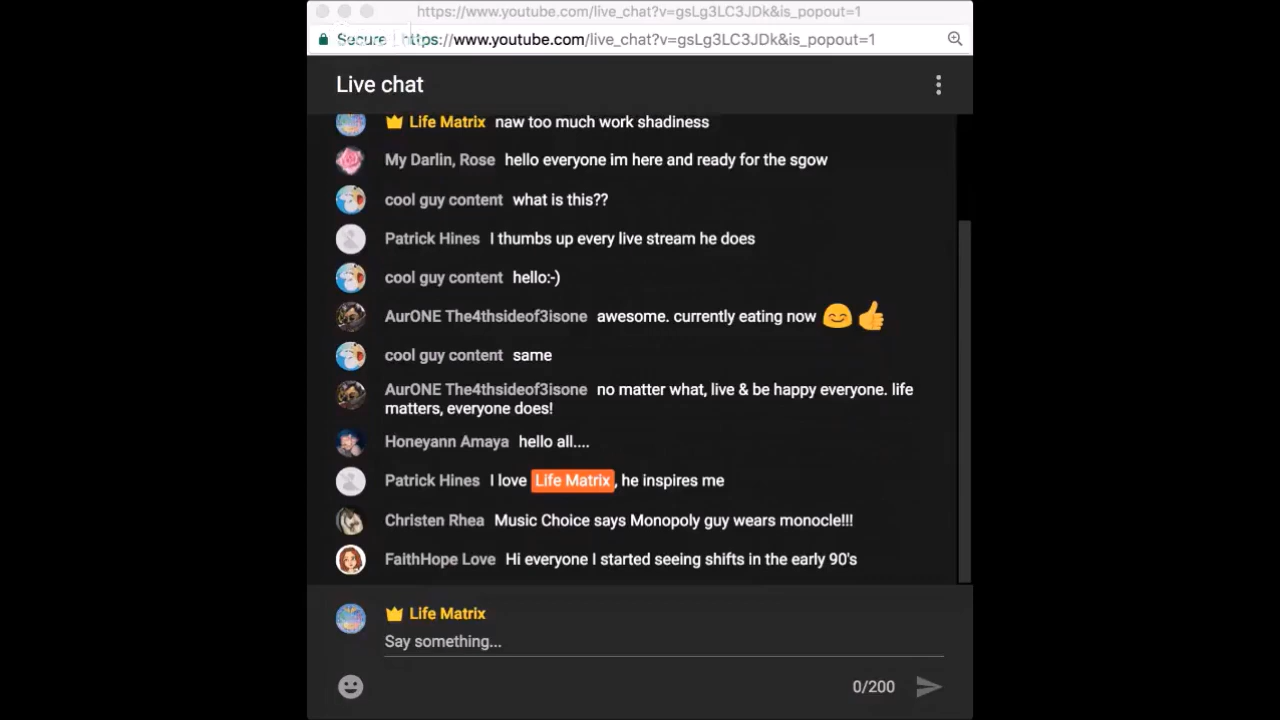 https://www.youtube.com/live_chat?v=gsLg3LC3JDk&is_popout=1
Secure https://www.youtube.com/live_chat?v=gsLg3LC3JDk&is_popout=1
Live chat
Life Matrix naw too much work shadiness
My Darlin, Rose hello everyone im here and ready for the sgow
cool guy content what is this??
Patrick Hines I thumbs up every live stream he does
cool guy content hello:-)
AurONE The4thsideof3isone awesome. currently eating now 😊👍
cool guy content same
AurONE The4thsideof3isone no matter what, live & be happy everyone. life
matters, everyone does!
Honeyann Amaya hello all....
Patrick Hines I love Life Matrix, he inspires me
Christen Rhea Music Choice says Monopoly guy wears monocle!!!
FaithHope Love Hi everyone I started seeing shifts in the early 90's
Life Matrix
Say something...
0/200